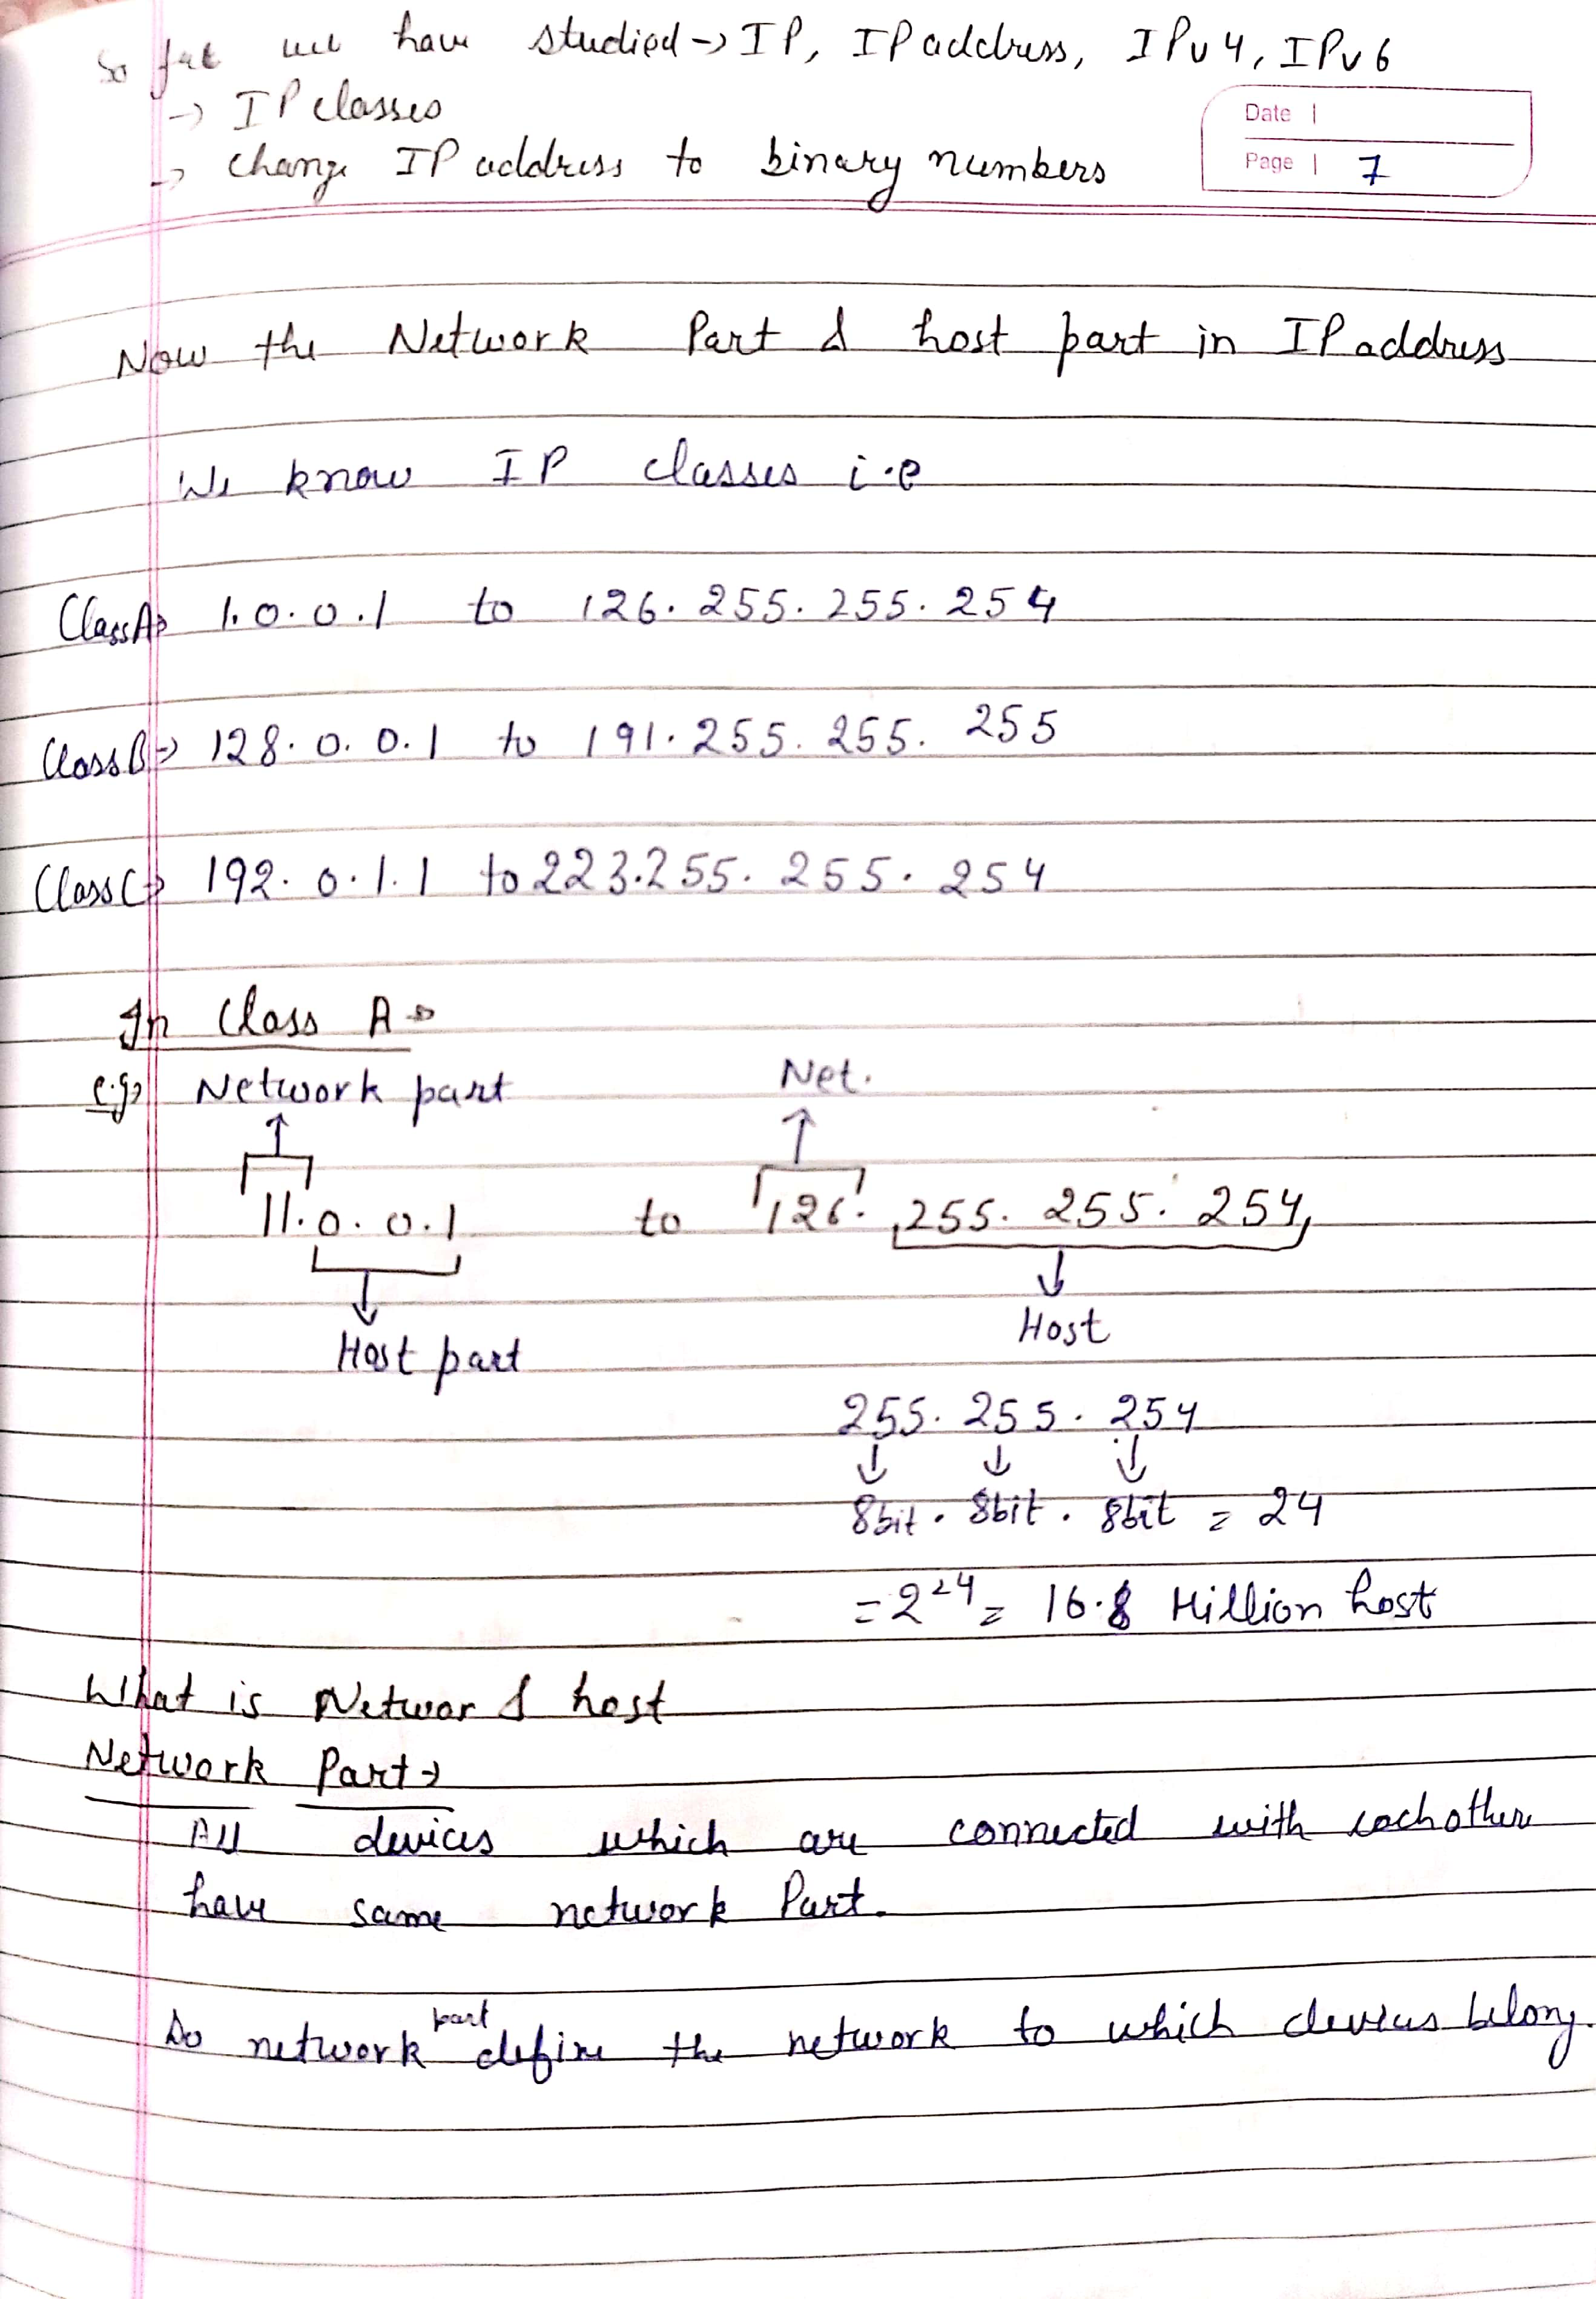 So far we have studied → IP, IP address, IPv4, IPv6
→ IP classes
→ change IP address to binary numbers
Date |
Page | 7
Now the Network Part & host part in IP address
We know IP classes i.e
Class A→ 1.0.0.1 to 126.255.255.254
Class B→ 128.0.0.1 to 191.255.255.255
Class C→ 192.0.1.1 to 223.255.255.254
In Class A→
e.g→ Network part Net.
11.0.0.1 to 126.255.255.254
Host part Host
255.255.254
8bit . 8bit . 8bit = 24
= 2²⁴ = 16.8 Million host
What is Networ & host
Network Part→
All devices which are connected with eachother
have same network Part.
So network part define the network to which devices belong.